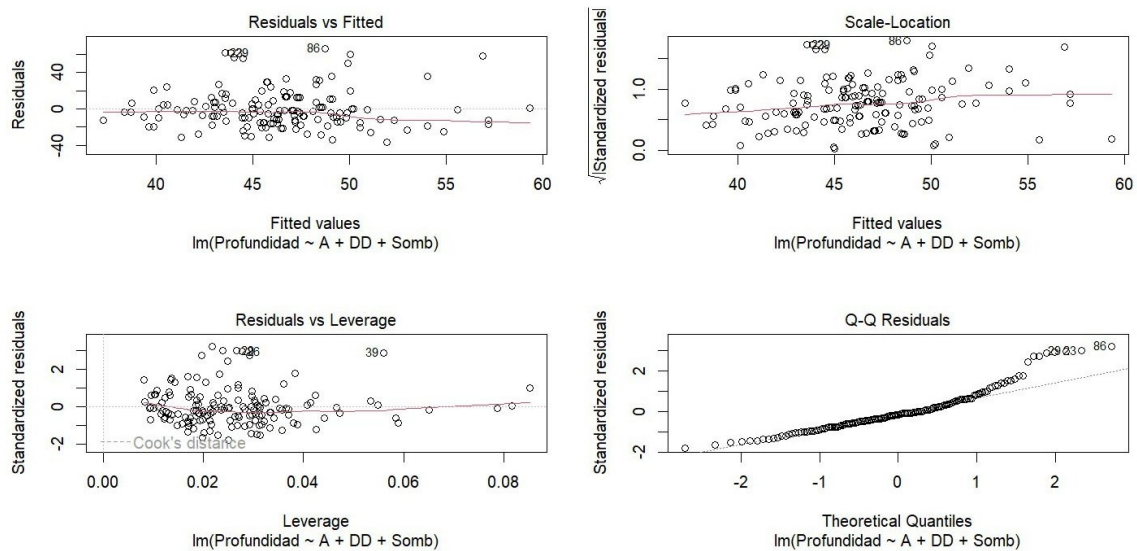 Residuals vs Fitted
Residuals
40
0
-40
86
40
45
50
55
60
Fitted values
lm(Profundidad ~ A + DD + Somb)
Scale-Location
√|Standardized residuals|
1.0
0.0
86
40
45
50
55
60
Fitted values
lm(Profundidad ~ A + DD + Somb)
Residuals vs Leverage
Standardized residuals
2
0
-2
39
Cook's distance
0.00
0.02
0.04
0.06
0.08
Leverage
lm(Profundidad ~ A + DD + Somb)
Q-Q Residuals
Standardized residuals
2
0
-2
86
-2
-1
0
1
2
Theoretical Quantiles
lm(Profundidad ~ A + DD + Somb)